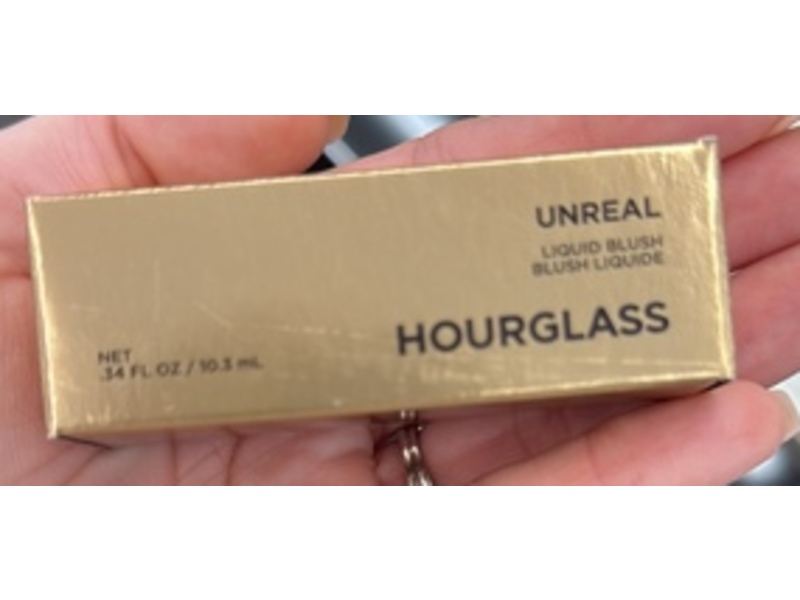 UNREAL
LIQUID BLUSH
BLUSH LIQUIDE
HOURGLASS
NET
.34 FL OZ / 10.3 mL